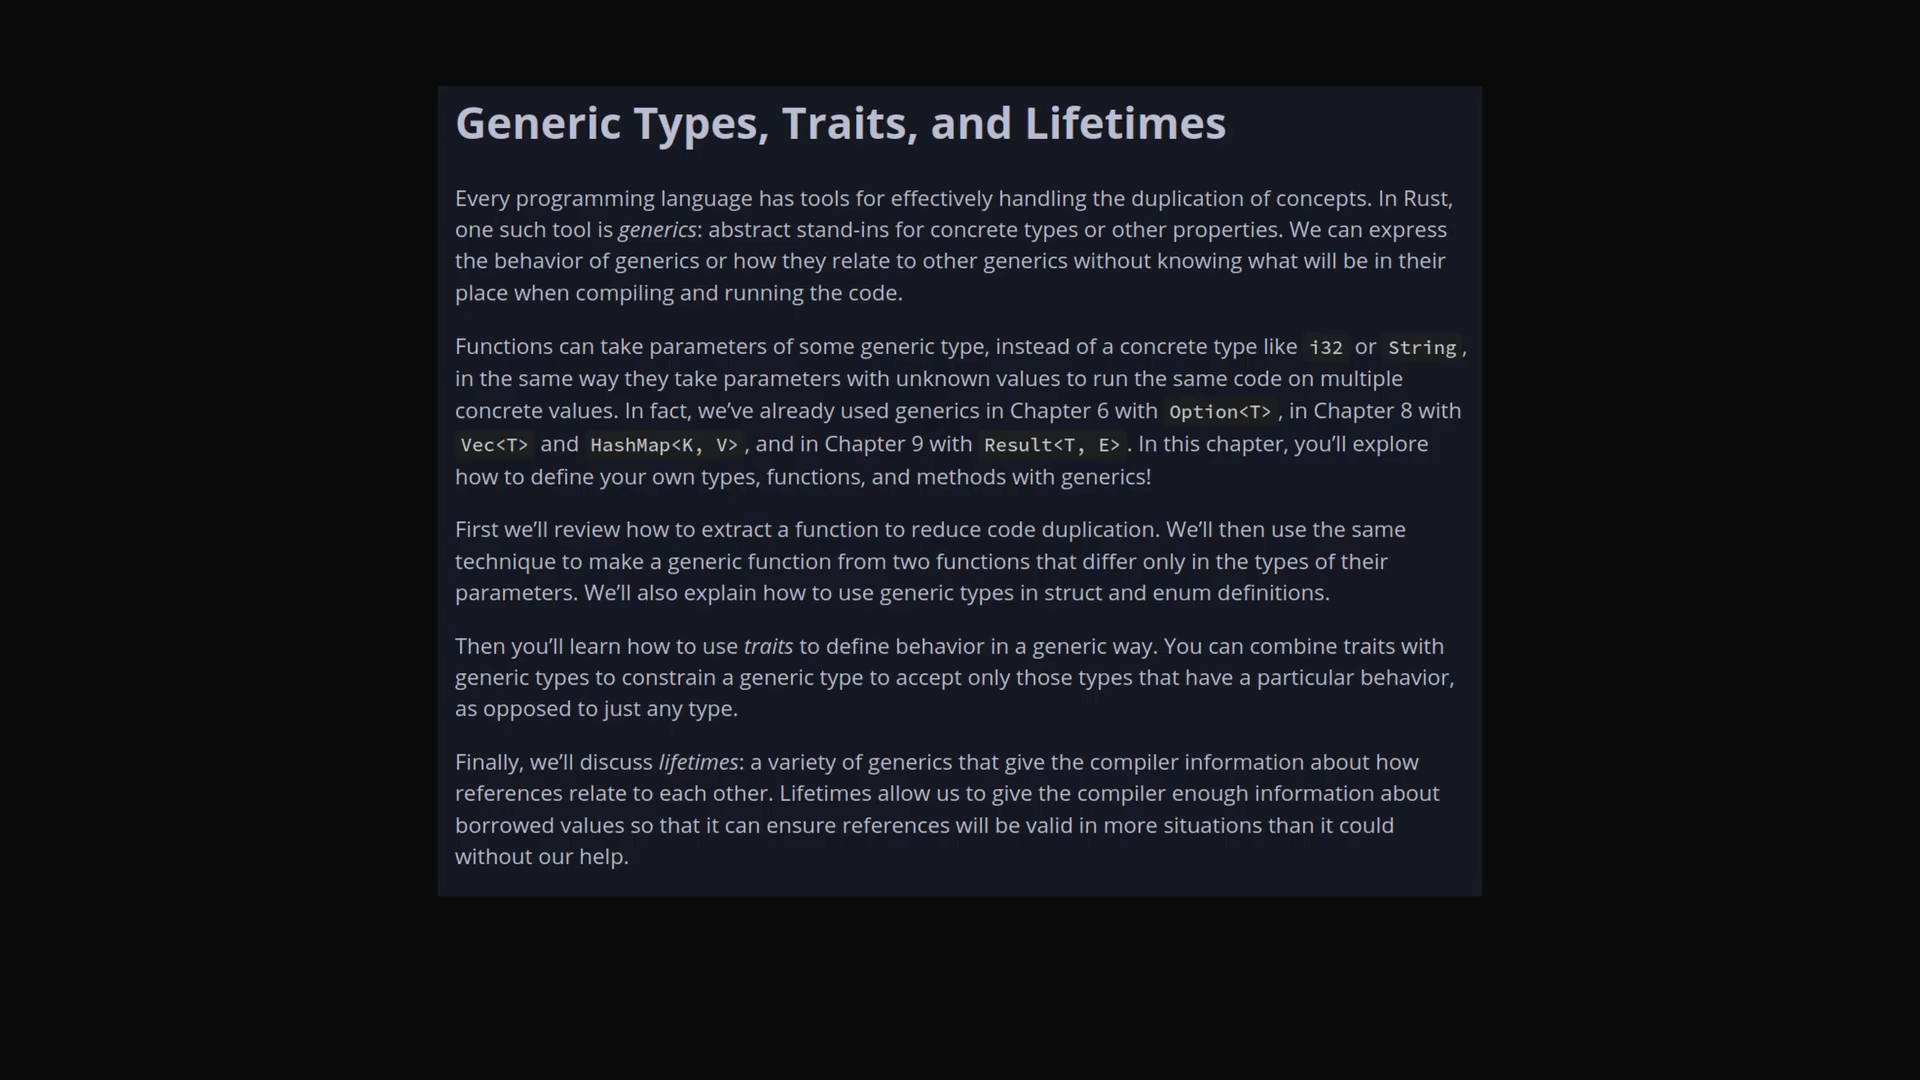 Generic Types, Traits, and Lifetimes
Every programming language has tools for effectively handling the duplication of concepts. In Rust,
one such tool is generics: abstract stand-ins for concrete types or other properties. We can express
the behavior of generics or how they relate to other generics without knowing what will be in their
place when compiling and running the code.
Functions can take parameters of some generic type, instead of a concrete type like i32 or String,
in the same way they take parameters with unknown values to run the same code on multiple
concrete values. In fact, we’ve already used generics in Chapter 6 with Option<T>, in Chapter 8 with
Vec<T> and HashMap<K, V>, and in Chapter 9 with Result<T, E>. In this chapter, you’ll explore
how to define your own types, functions, and methods with generics!
First we’ll review how to extract a function to reduce code duplication. We’ll then use the same
technique to make a generic function from two functions that differ only in the types of their
parameters. We’ll also explain how to use generic types in struct and enum definitions.
Then you’ll learn how to use traits to define behavior in a generic way. You can combine traits with
generic types to constrain a generic type to accept only those types that have a particular behavior,
as opposed to just any type.
Finally, we’ll discuss lifetimes: a variety of generics that give the compiler information about how
references relate to each other. Lifetimes allow us to give the compiler enough information about
borrowed values so that it can ensure references will be valid in more situations than it could
without our help.